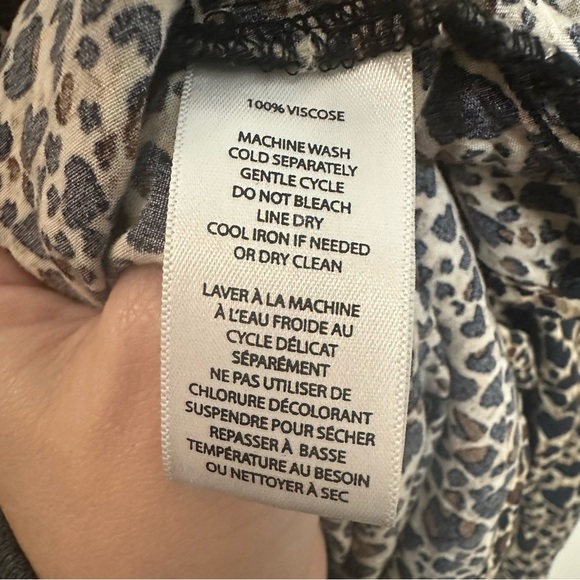 100% VISCOSE
MACHINE WASH
COLD SEPARATELY
GENTLE CYCLE
DO NOT BLEACH
LINE DRY
COOL IRON IF NEEDED
OR DRY CLEAN
LAVER À LA MACHINE
À L'EAU FROIDE AU
CYCLE DÉLICAT
SÉPARÉMENT
NE PAS UTILISER DE
CHLORURE DÉCOLORANT
SUSPENDRE POUR SÉCHER
REPASSER À BASSE
TEMPÉRATURE AU BESOIN
OU NETTOYER À SEC